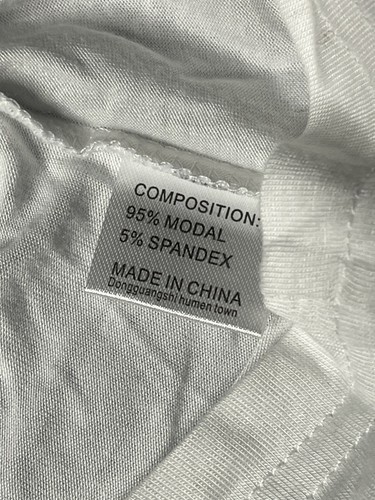 COMPOSITION:
95% MODAL
5% SPANDEX
MADE IN CHINA
Dongguangshi humen town